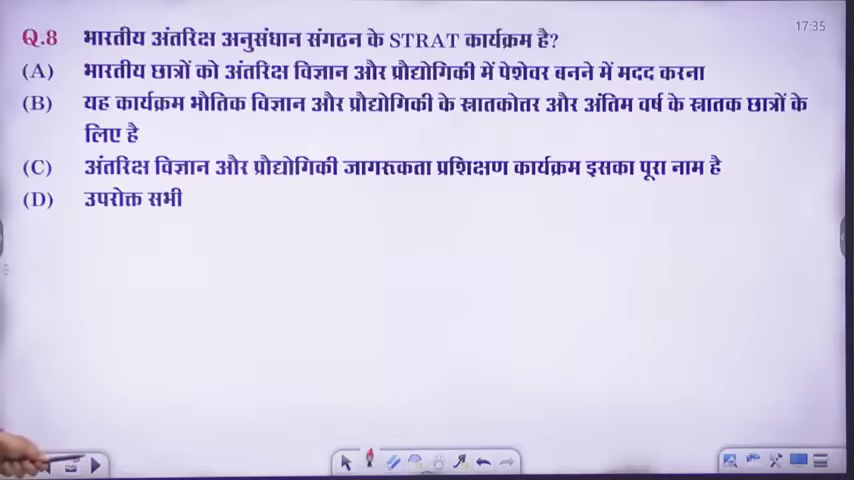 17:35
Q.8 भारतीय अंतरिक्ष अनुसंधान संगठन के STRAT कार्यक्रम है?
(A) भारतीय छात्रों को अंतरिक्ष विज्ञान और प्रौद्योगिकी में पेशेवर बनने में मदद करना
(B) यह कार्यक्रम भौतिक विज्ञान और प्रौद्योगिकी के स्नातकोत्तर और अंतिम वर्ष के स्नातक छात्रों के
लिए है
(C) अंतरिक्ष विज्ञान और प्रौद्योगिकी जागरूकता प्रशिक्षण कार्यक्रम इसका पूरा नाम है
(D) उपरोक्त सभी